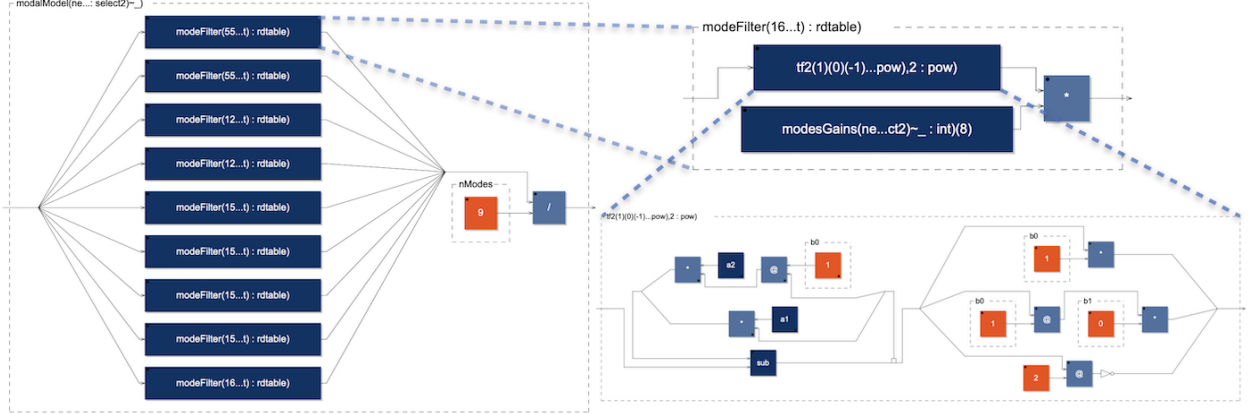 modalModel(ne...: select2)~_)
modeFilter(55...t) : rdtable)
modeFilter(55...t) : rdtable)
modeFilter(12...t) : rdtable)
modeFilter(12...t) : rdtable)
modeFilter(15...t) : rdtable)
modeFilter(15...t) : rdtable)
modeFilter(15...t) : rdtable)
modeFilter(15...t) : rdtable)
modeFilter(16...t) : rdtable)
nModes
9
/
modeFilter(16...t) : rdtable)
tf2(1)(0)(-1)...pow),2 : pow)
modesGains(ne...ct2)~_ : int)(8)
*
tf2(1)(0)(-1)...pow),2 : pow)
*
a2
@
b0
1
*
a1
sub
b0
1
*
b0
1
@
b1
0
*
2
@